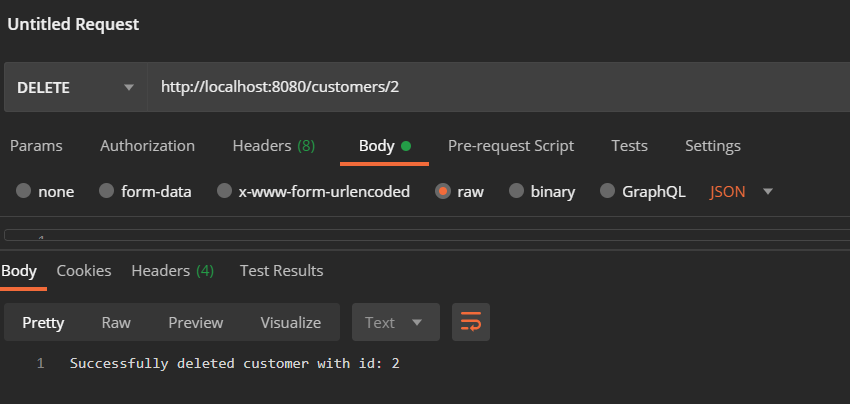 Untitled Request
DELETE http://localhost:8080/customers/2
Params Authorization Headers (8) Body Pre-request Script Tests Settings
none form-data x-www-form-urlencoded raw binary GraphQL JSON
1
Body Cookies Headers (4) Test Results
Pretty Raw Preview Visualize Text
1 Successfully deleted customer with id: 2